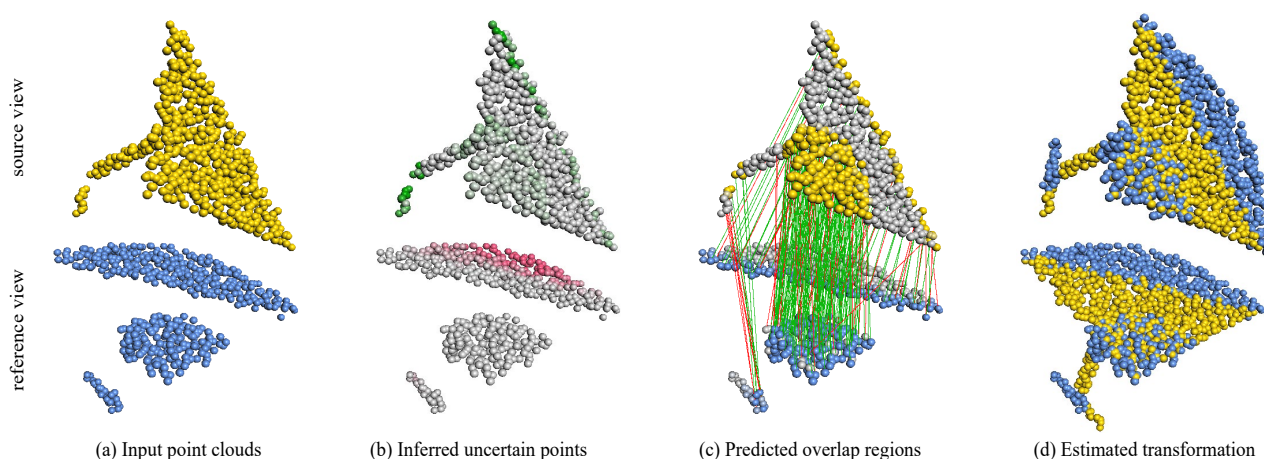 source view
reference view
(a) Input point clouds
(b) Inferred uncertain points
(c) Predicted overlap regions
(d) Estimated transformation